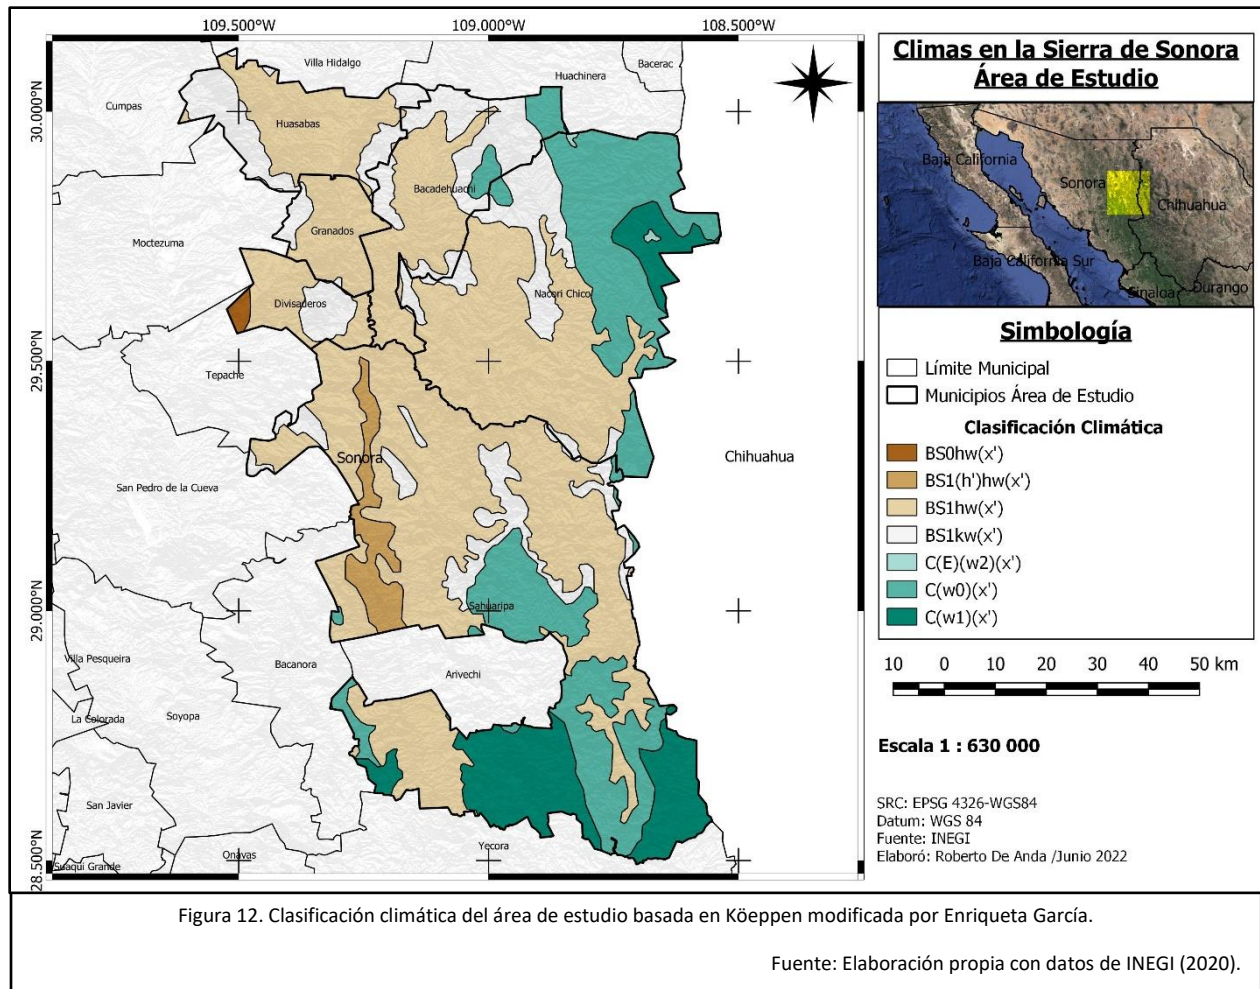 109.500°W
109.000°W
108.500°W
30.000°N
29.500°N
29.000°N
28.500°N
Villa Hidalgo
Bacerac
Huachinera
Cumpas
Huasabas
Bacadehuachi
Moctezuma
Granados
Nacori Chico
Divisaderos
Tepache
Sonora
Chihuahua
San Pedro de la Cueva
Sahuaripa
Villa Pesqueira
Bacanora
Arivechi
La Colorada
Soyopa
San Javier
Yecora
Onavas
Suaqui Grande
Climas en la Sierra de Sonora
Área de Estudio
Baja California
Sonora
Chihuahua
Baja California Sur
Sinaloa
Durango
Simbología
Límite Municipal
Municipios Área de Estudio
Clasificación Climática
BS0hw(x')
BS1(h')hw(x')
BS1hw(x')
BS1kw(x')
C(E)(w2)(x')
C(w0)(x')
C(w1)(x')
10 0 10 20 30 40 50 km
Escala 1 : 630 000
SRC: EPSG 4326-WGS84
Datum: WGS 84
Fuente: INEGI
Elaboró: Roberto De Anda /Junio 2022
Figura 12. Clasificación climática del área de estudio basada en Köeppen modificada por Enriqueta García.
Fuente: Elaboración propia con datos de INEGI (2020).